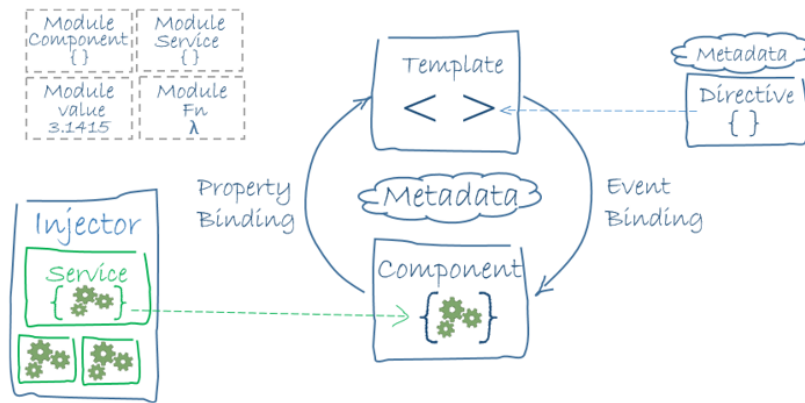 Module
Component
{ }
Module
Service
{ }
Module
value
3.1415
Module
Fn
λ
Template
< >
Metadata
Directive
{ }
Property
Binding
Metadata
Event
Binding
Injector
Service
{ }
Component
{ }